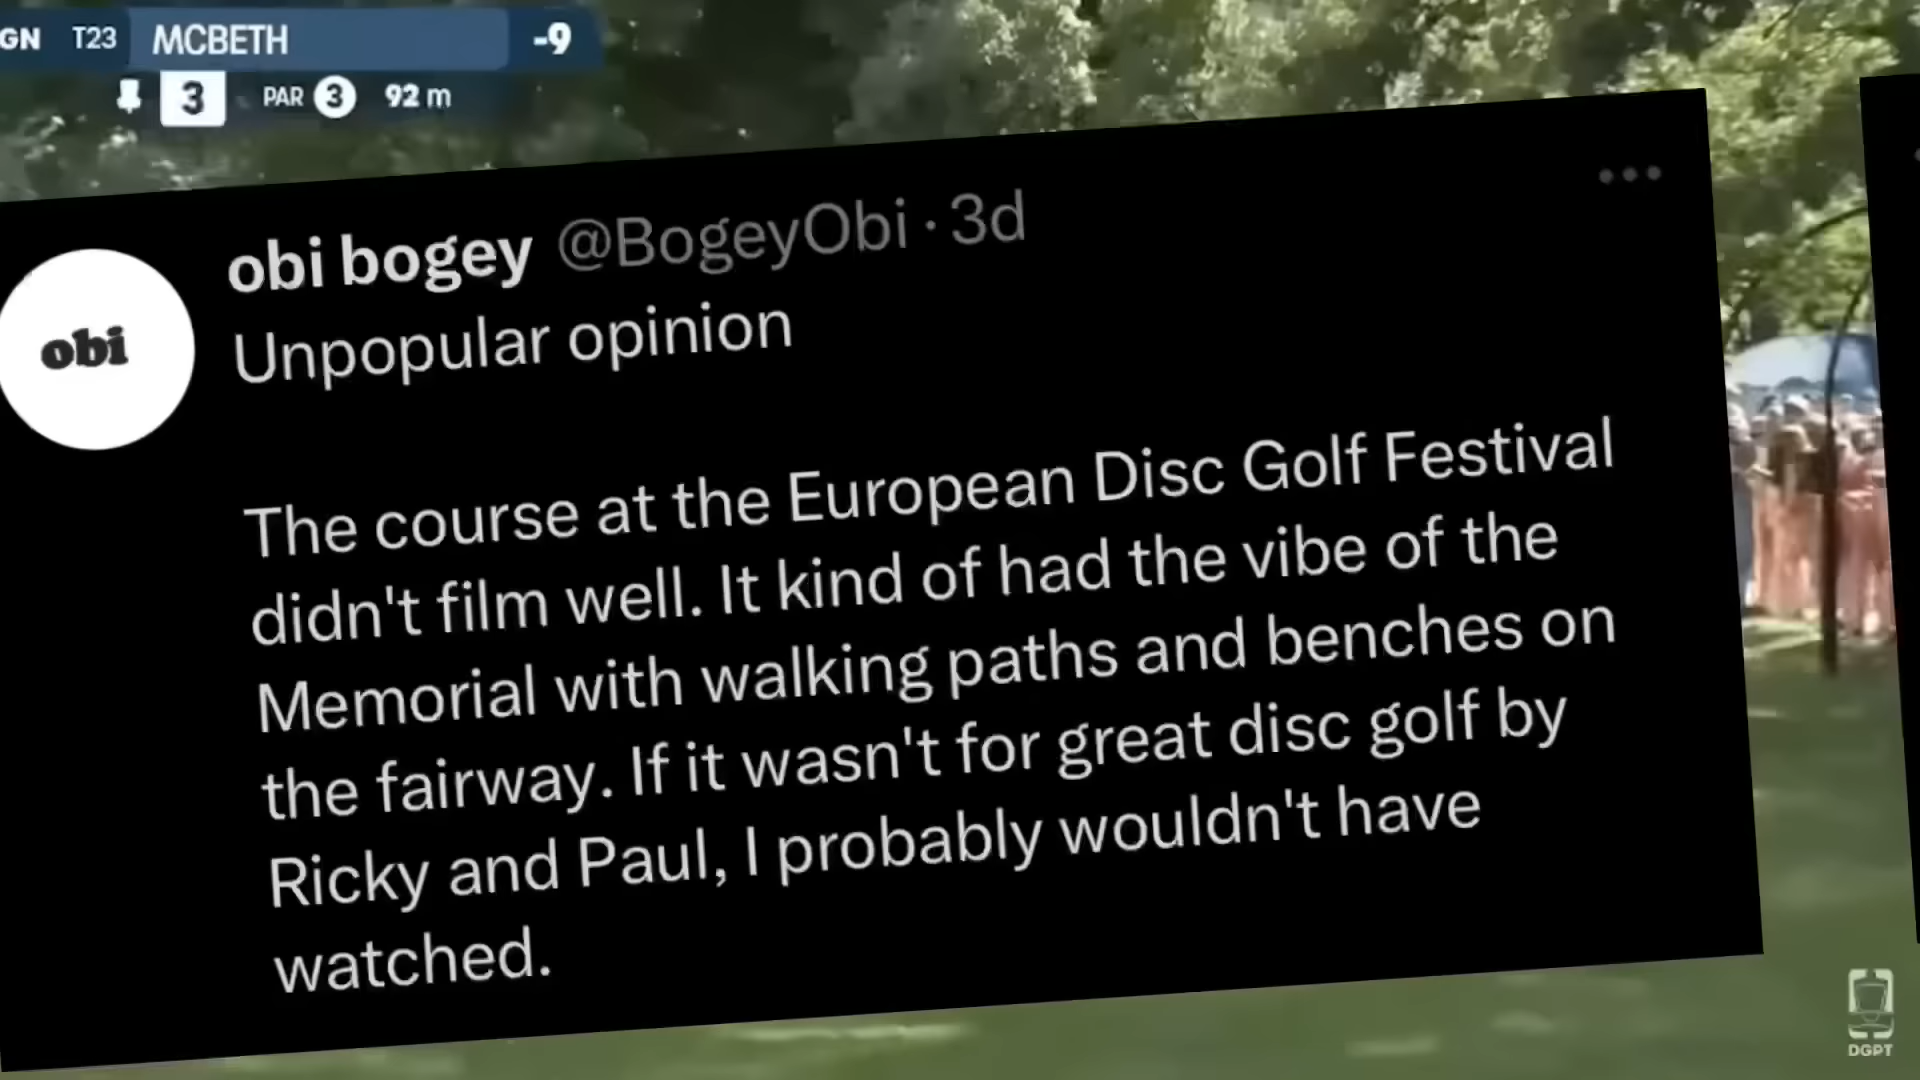 GN T23 MCBETH -9
3 PAR 3 92 m
obi bogey @BogeyObi · 3d
obi
Unpopular opinion
The course at the European Disc Golf Festival
didn't film well. It kind of had the vibe of the
Memorial with walking paths and benches on
the fairway. If it wasn't for great disc golf by
Ricky and Paul, I probably wouldn't have
watched.
DGPT